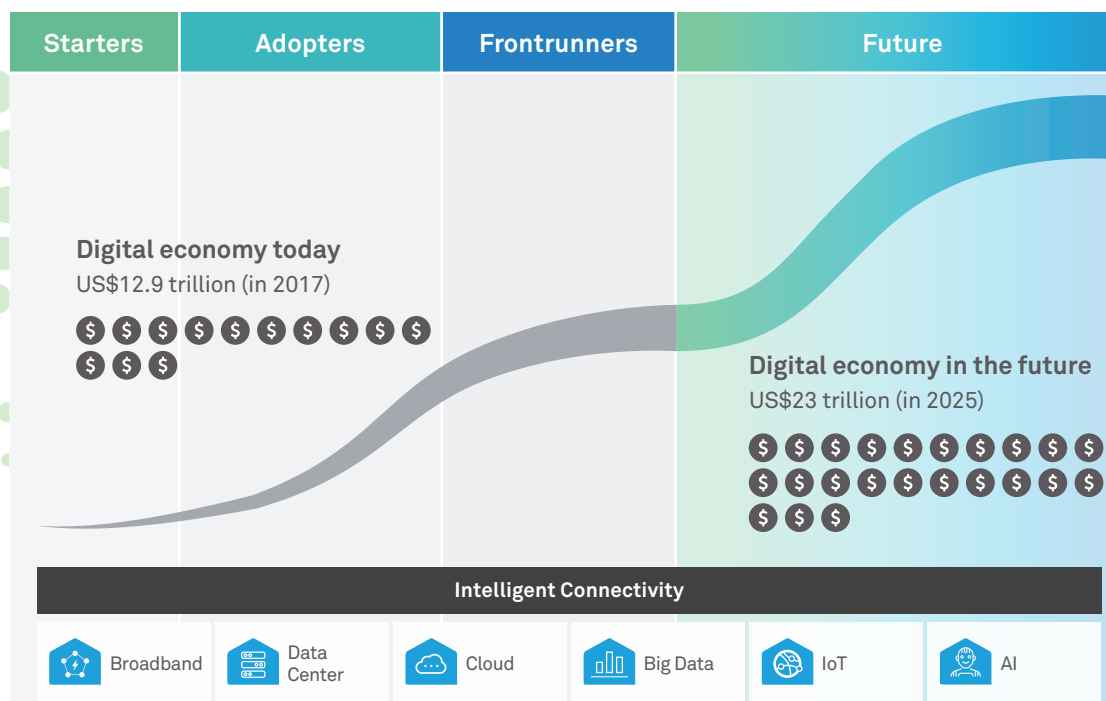 Starters
Adopters
Frontrunners
Future
Digital economy today
US$12.9 trillion (in 2017)
$ $ $ $ $ $ $ $ $ $
$ $ $
Digital economy in the future
US$23 trillion (in 2025)
$ $ $ $ $ $ $ $ $ $
$ $ $ $ $ $ $ $ $ $
$ $ $
Intelligent Connectivity
Broadband
Data
Center
Cloud
Big Data
IoT
AI